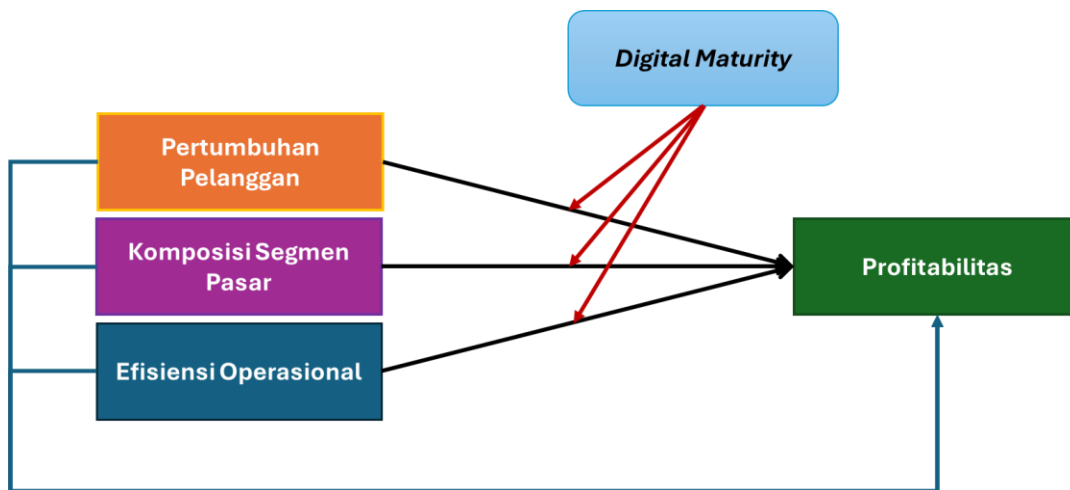 Digital Maturity
Pertumbuhan
Pelanggan
Komposisi Segmen
Pasar
Profitabilitas
Efisiensi Operasional